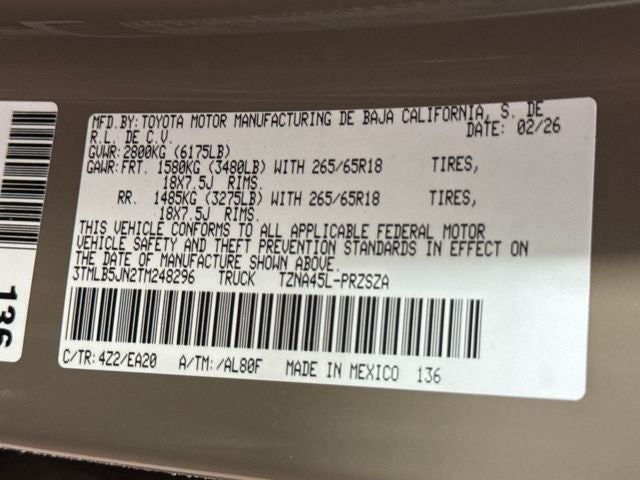 MFD.BY:TOYOTA MOTOR MANUFACTURING DE BAJA CALIFORNIA, S. DE
R.L. DE C.V. DATE: 02/26
GVWR:2800KG (6175LB)
GAWR:FRT. 1580KG (3480LB) WITH 265/65R18 TIRES,
18X7.5J RIMS.
RR. 1485KG (3275LB) WITH 265/65R18 TIRES,
18X7.5J RIMS.
THIS VEHICLE CONFORMS TO ALL APPLICABLE FEDERAL MOTOR
VEHICLE SAFETY AND THEFT PREVENTION STANDARDS IN EFFECT ON
THE DATE OF MANUFACTURE SHOWN ABOVE.
3TMLB5JN2TM248296 TRUCK TZNA45L-PRZSZA
C/TR:4Z2/EA20 A/TM:/AL80F MADE IN MEXICO 136
136